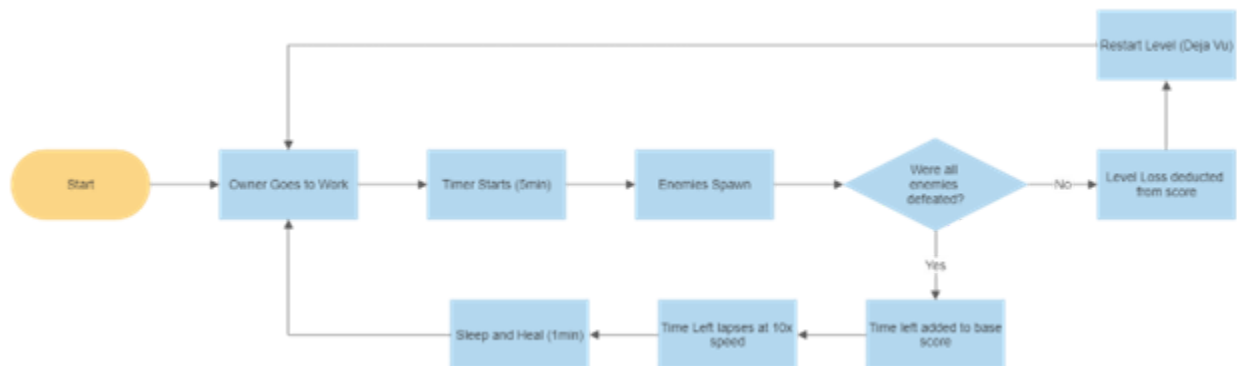 Restart Level (Deja Vu)
Start
Owner Goes to Work
Timer Starts (5min)
Enemies Spawn
Were all
enemies
defeated?
No
Level Loss deducted
from score
Yes
Sleep and Heal (1min)
Time Left lapses at 10x
speed
Time left added to base
score